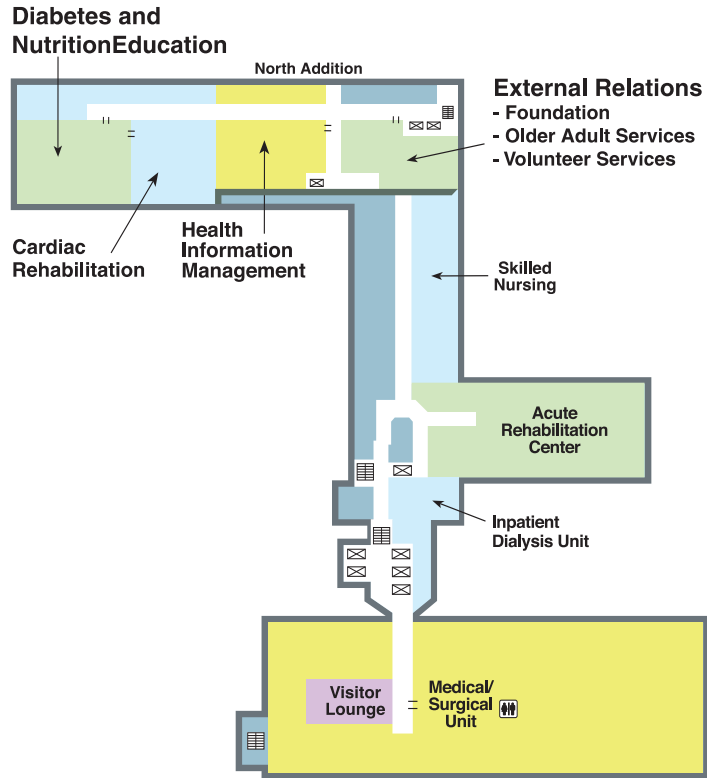 Diabetes and
NutritionEducation
North Addition
External Relations
- Foundation
- Older Adult Services
- Volunteer Services
Cardiac
Rehabilitation
Health
Information
Management
Skilled
Nursing
Acute
Rehabilitation
Center
Inpatient
Dialysis Unit
Visitor
Lounge
Medical/
Surgical
Unit